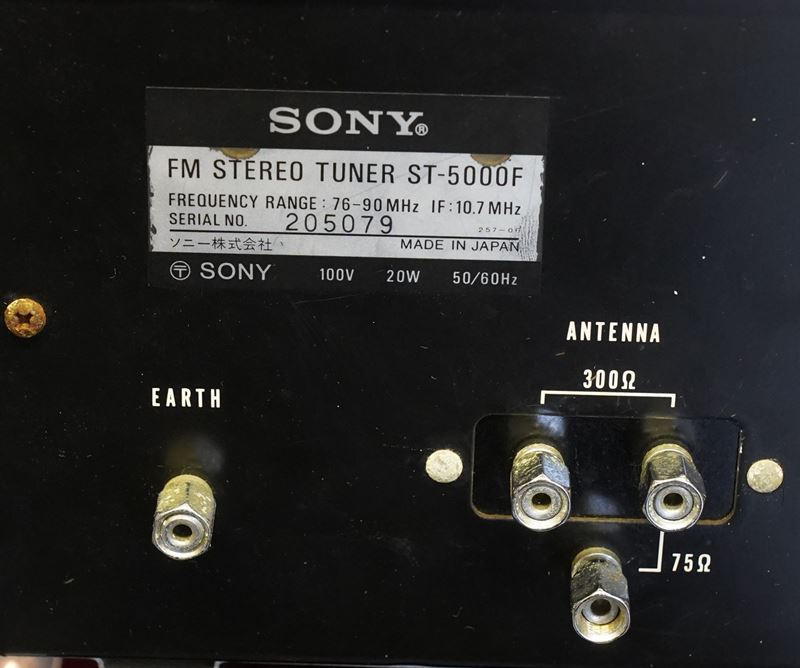 SONY®
FM STEREO TUNER ST-5000F
FREQUENCY RANGE: 76-90MHz IF: 10.7MHz
SERIAL NO. 205079
ソニー株式会社 MADE IN JAPAN
〒 SONY 100V 20W 50/60Hz
ANTENNA
300Ω
EARTH
75Ω